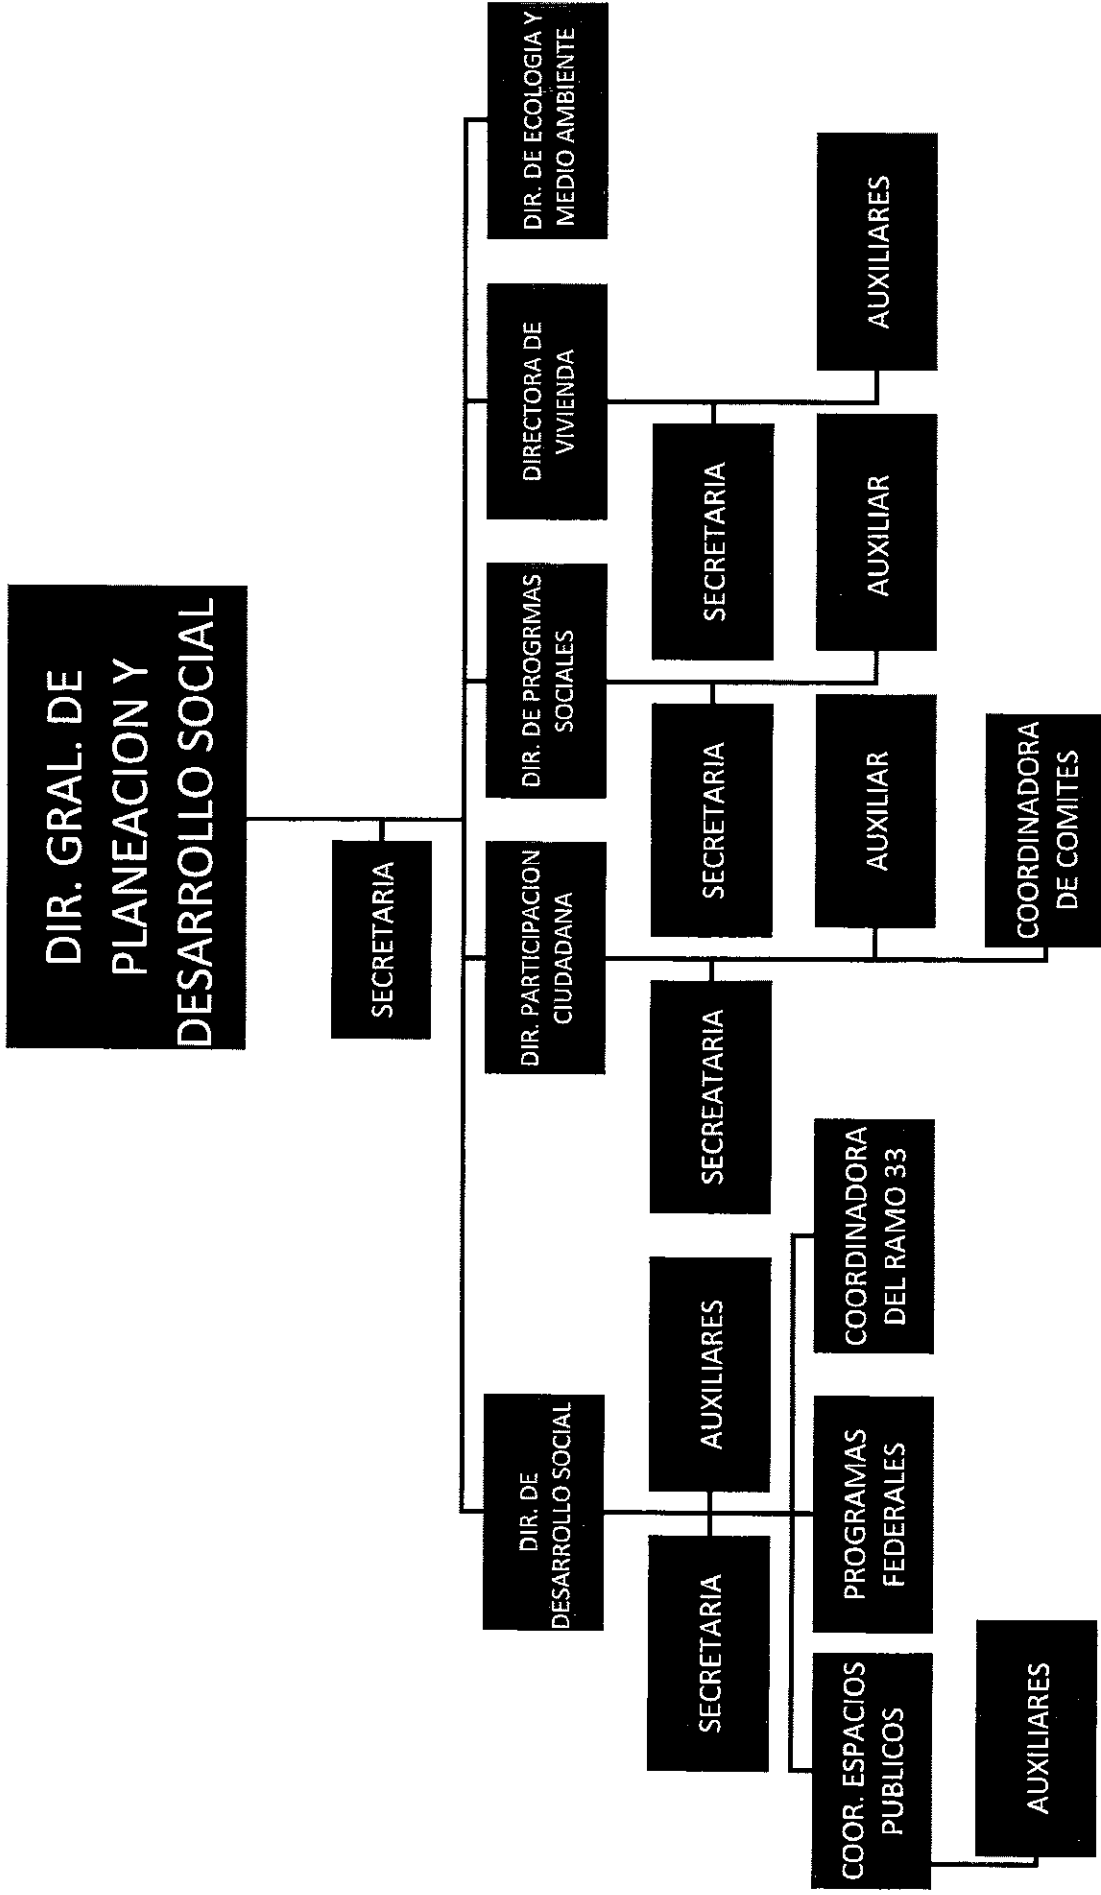 DIR. GRAL. DE
PLANEACION Y
DESARROLLO SOCIAL
SECRETARIA
DIR. DE
DESARROLLO SOCIAL
DIR. PARTICIPACION
CIUDADANA
DIR. DE PROGRMAS
SOCIALES
DIRECTORA DE
VIVIENDA
DIR. DE ECOLOGIA Y
MEDIO AMBIENTE
SECRETARIA
AUXILIARES
SECREATARIA
SECRETARIA
SECRETARIA
COOR. ESPACIOS
PUBLICOS
PROGRAMAS
FEDERALES
COORDINADORA
DEL RAMO 33
AUXILIAR
AUXILIAR
AUXILIARES
AUXILIARES
COORDINADORA
DE COMITES